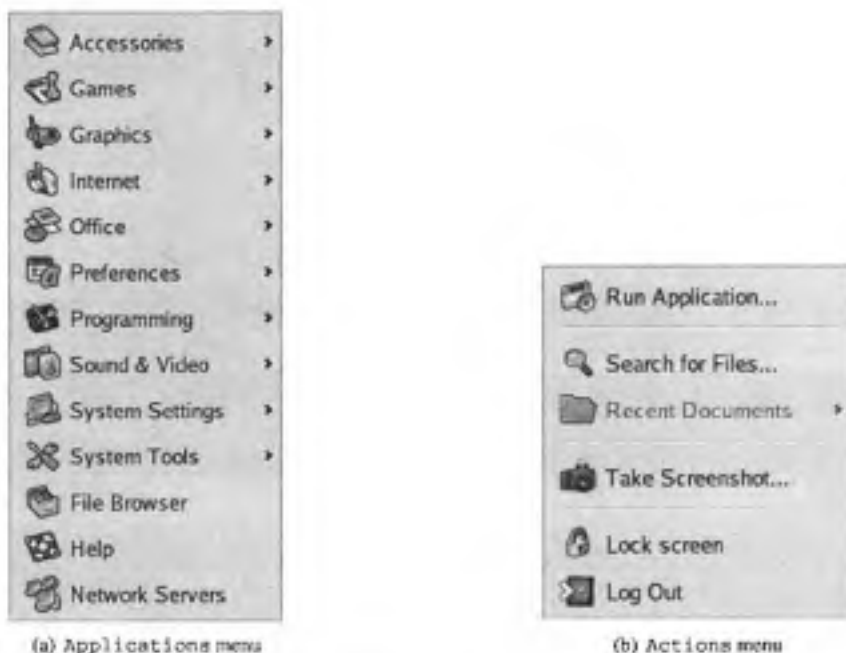 Accessories
Games
Graphics
Internet
Office
Preferences
Programming
Sound & Video
System Settings
System Tools
File Browser
Help
Network Servers
(a) Applications menu
Run Application...
Search for Files...
Recent Documents
Take Screenshot...
Lock screen
Log Out
(b) Actions menu